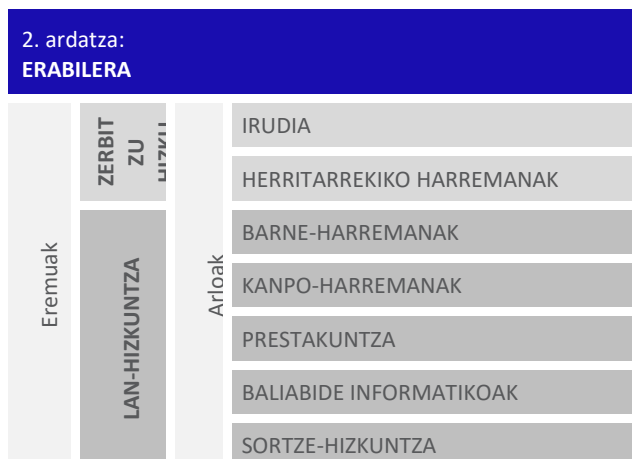 2. ardatza:
ERABILERA
Eremuak
ZERBIT
ZU
HIZKU
LAN-HIZKUNTZA
Arloak
IRUDIA
HERRITARREKIKO HARREMANAK
BARNE-HARREMANAK
KANPO-HARREMANAK
PRESTAKUNTZA
BALIABIDE INFORMATIKOAK
SORTZE-HIZKUNTZA